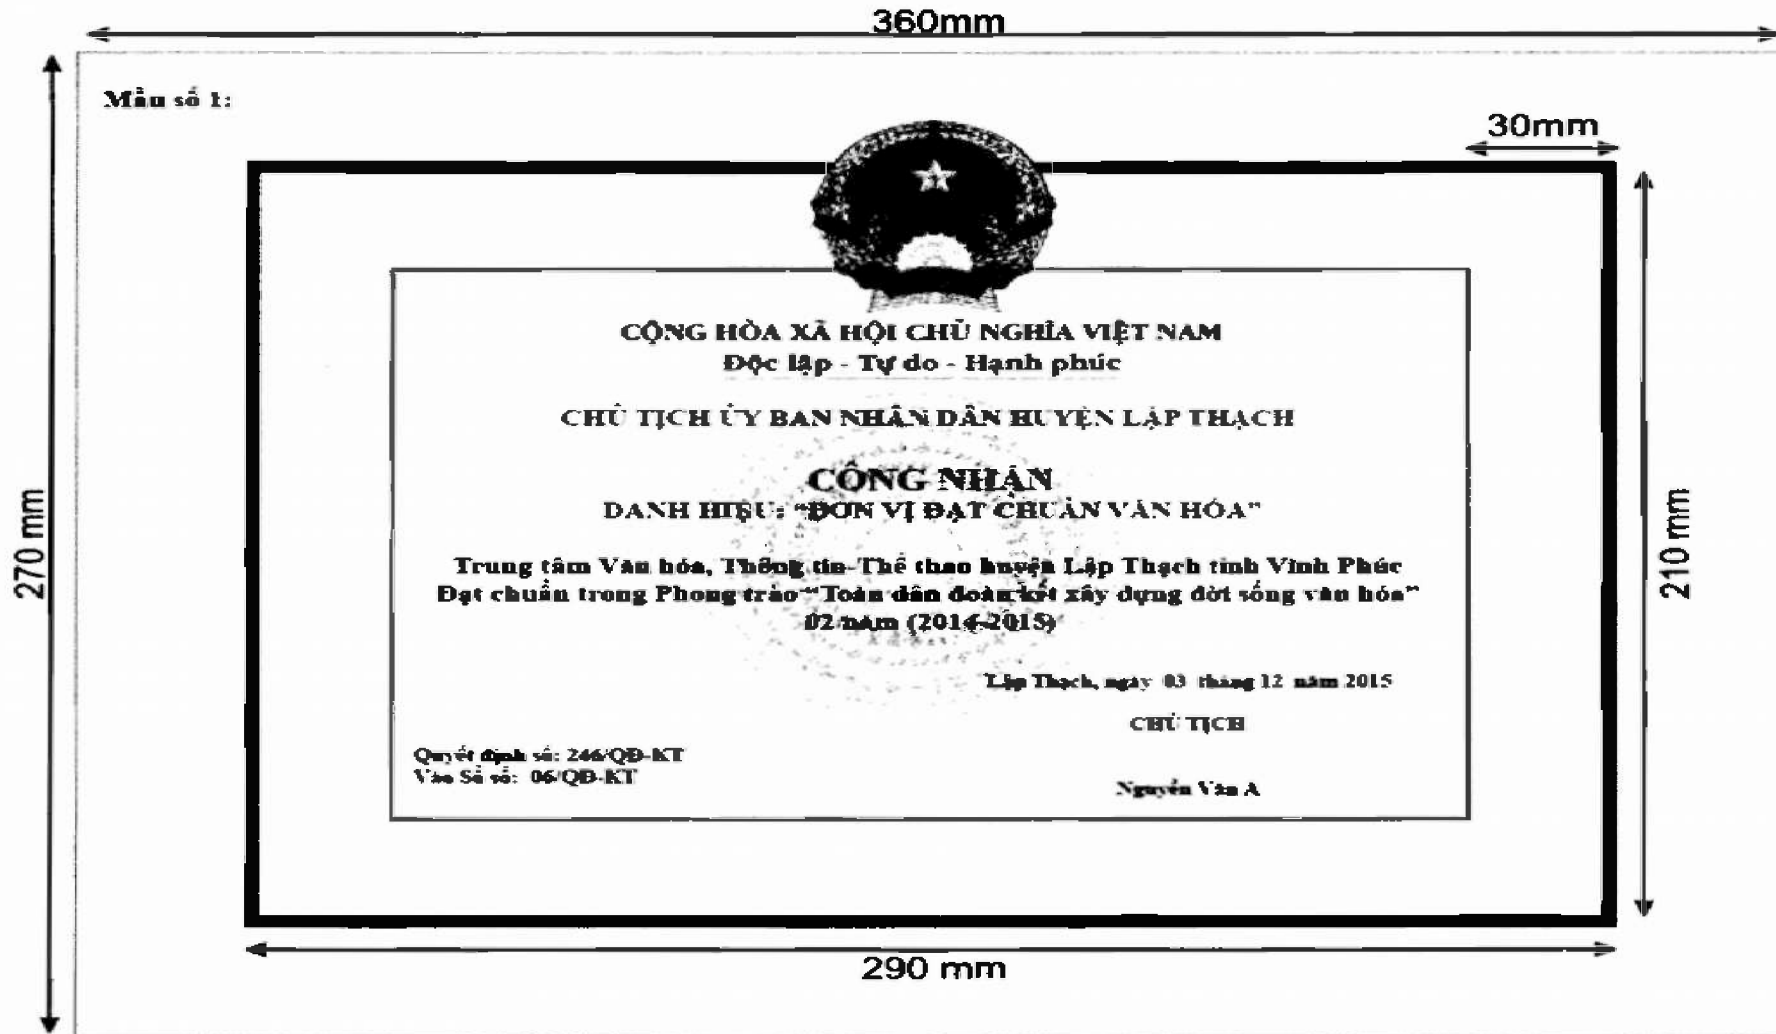 360mm
Mẫu số 1:
30mm
CỘNG HÒA XÃ HỘI CHỦ NGHĨA VIỆT NAM
Độc lập - Tự do - Hạnh phúc
CHỦ TỊCH ỦY BAN NHÂN DÂN HUYỆN LẬP THẠCH
CÔNG NHẬN
DANH HIỆU: "ĐƠN VỊ ĐẠT CHUẨN VĂN HÓA"
270 mm
210 mm
Trung tâm Văn hóa, Thông tin-Thể thao huyện Lập Thạch tỉnh Vĩnh Phúc
Đạt chuẩn trong Phong trào "Toàn dân đoàn kết xây dựng đời sống văn hóa"
02 năm (2014-2015)
Lập Thạch, ngày 03 tháng 12 năm 2015
CHỦ TỊCH
Quyết định số: 246/QĐ-KT
Vào Sổ số: 06/QĐ-KT
Nguyễn Văn A
290 mm